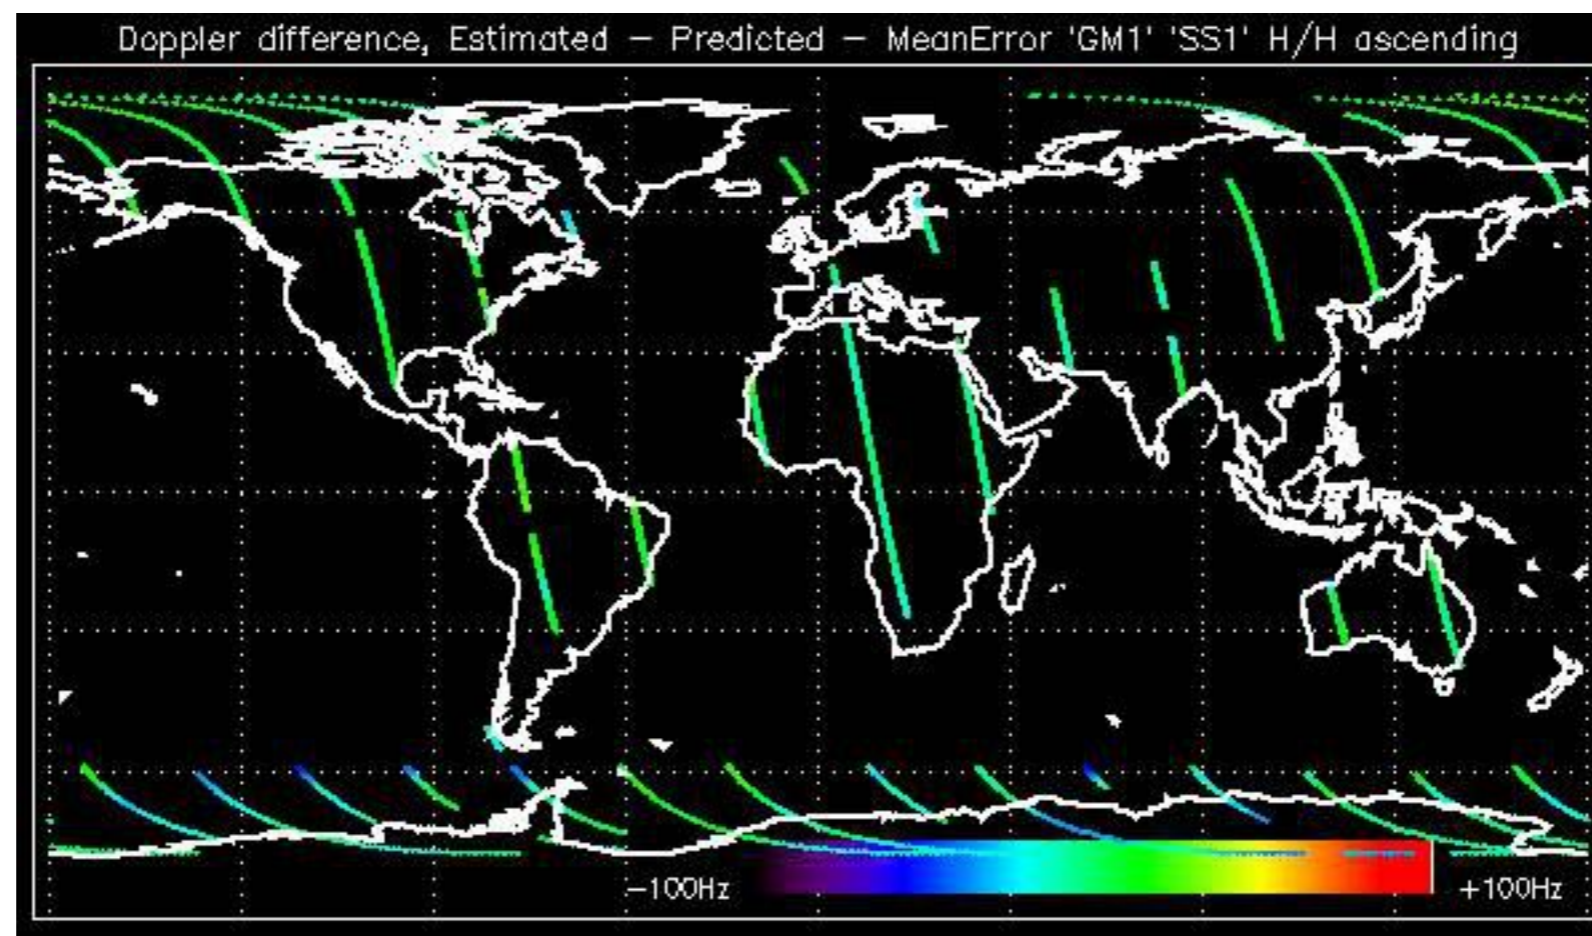 Doppler difference, Estimated – Predicted – MeanError 'GM1' 'SS1' H/H ascending
–100Hz
+100Hz